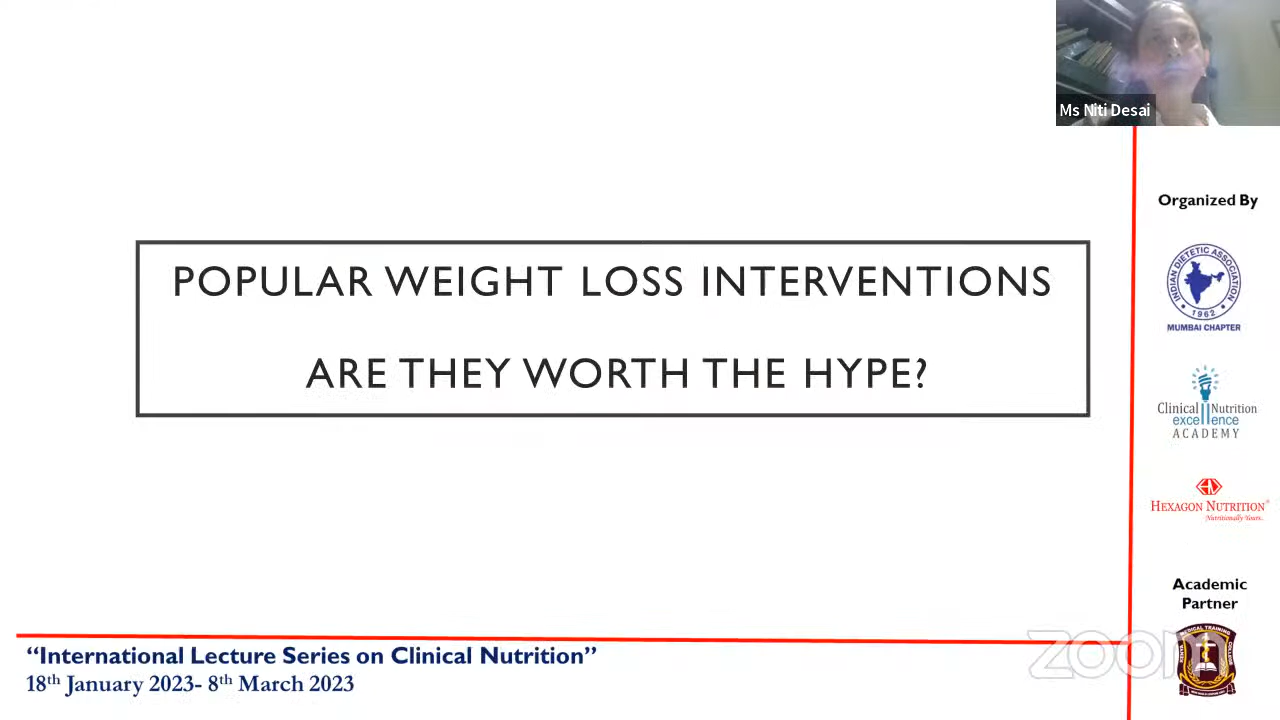 Ms Niti Desai
POPULAR WEIGHT LOSS INTERVENTIONS
ARE THEY WORTH THE HYPE?
Organized By
INDIAN DIETETIC ASSOCIATION
• 1962 •
MUMBAI CHAPTER
Clinical Nutrition
excellence
ACADEMY
HEXAGON NUTRITION
Nutritionally Yours.
Academic
Partner
MEDICAL TRAINING
“International Lecture Series on Clinical Nutrition”
18th January 2023- 8th March 2023
zoom